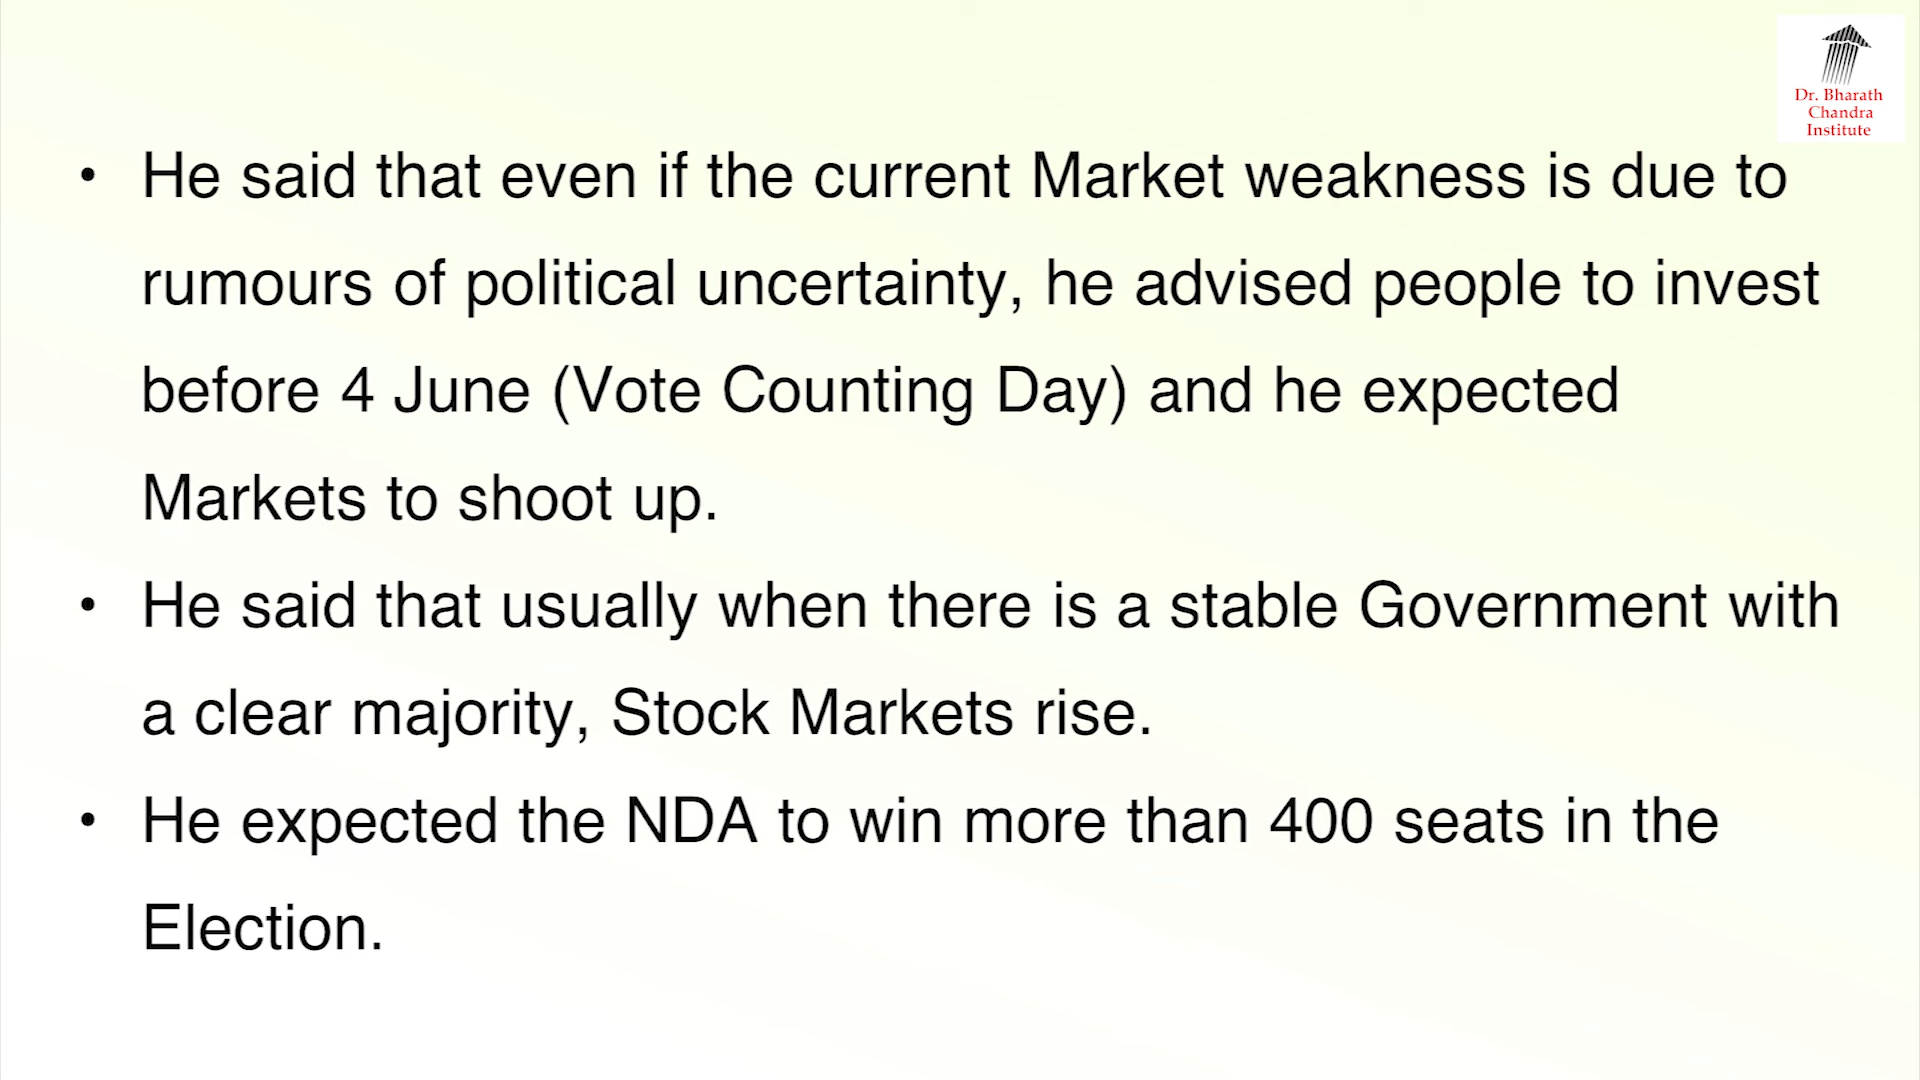 Dr. Bharath
Chandra
Institute
• He said that even if the current Market weakness is due to
rumours of political uncertainty, he advised people to invest
before 4 June (Vote Counting Day) and he expected
Markets to shoot up.
• He said that usually when there is a stable Government with
a clear majority, Stock Markets rise.
• He expected the NDA to win more than 400 seats in the
Election.